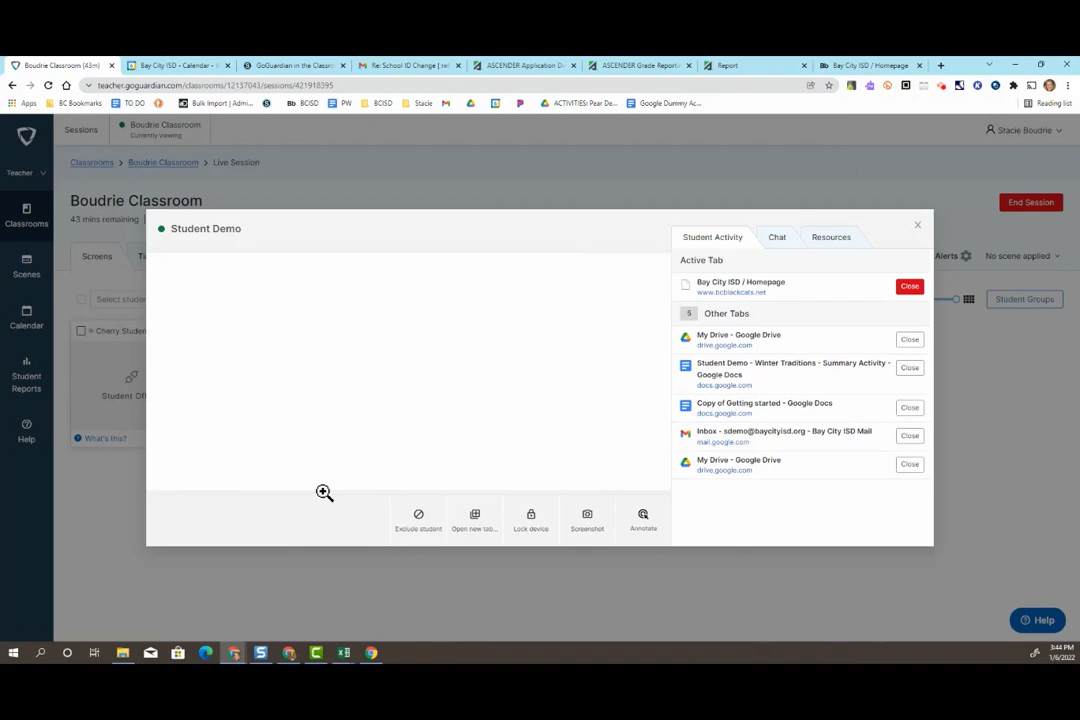 Boudrie Classroom (43m)
Bay City ISD - Calendar -
GoGuardian in the Classr
Re: School ID Change [ re
ASCENDER Application D
ASCENDER Grade Reportin
Report
Bay City ISD / Homepage
teacher.goguardian.com/classrooms/12137043/sessions/421918395
Apps
BC Bookmarks
TO DO
Bulk Import | Admi...
BCISD
PW
BCISD
Stacie
ACTIVITIES: Pear De...
Google Dummy Ac...
Reading list
Sessions
Boudrie Classroom
Currently viewing
Stacie Boudrie
Teacher
Classrooms
Scenes
Calendar
Student
Reports
Help
Classrooms > Boudrie Classroom > Live Session
Boudrie Classroom
43 mins remaining
End Session
Screens
Alerts
No scene applied
Student Groups
Cherry Studen
Student Off
What's this?
Student Demo
Student Activity
Chat
Resources
Active Tab
Bay City ISD / Homepage
www.bcblackcats.net
Close
5 Other Tabs
My Drive - Google Drive
drive.google.com
Close
Student Demo - Winter Traditions - Summary Activity -
Google Docs
docs.google.com
Close
Copy of Getting started - Google Docs
docs.google.com
Close
Inbox - sdemo@baycityisd.org - Bay City ISD Mail
mail.google.com
Close
My Drive - Google Drive
drive.google.com
Close
Exclude student
Open new tab...
Lock device
Screenshot
Annotate
Help
3:44 PM
1/6/2022